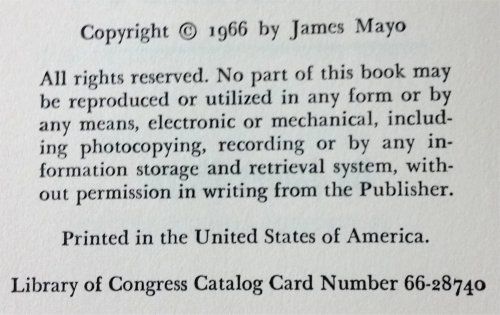 Copyright © 1966 by James Mayo
All rights reserved. No part of this book may
be reproduced or utilized in any form or by
any means, electronic or mechanical, includ-
ing photocopying, recording or by any in-
formation storage and retrieval system, with-
out permission in writing from the Publisher.
Printed in the United States of America.
Library of Congress Catalog Card Number 66-28740